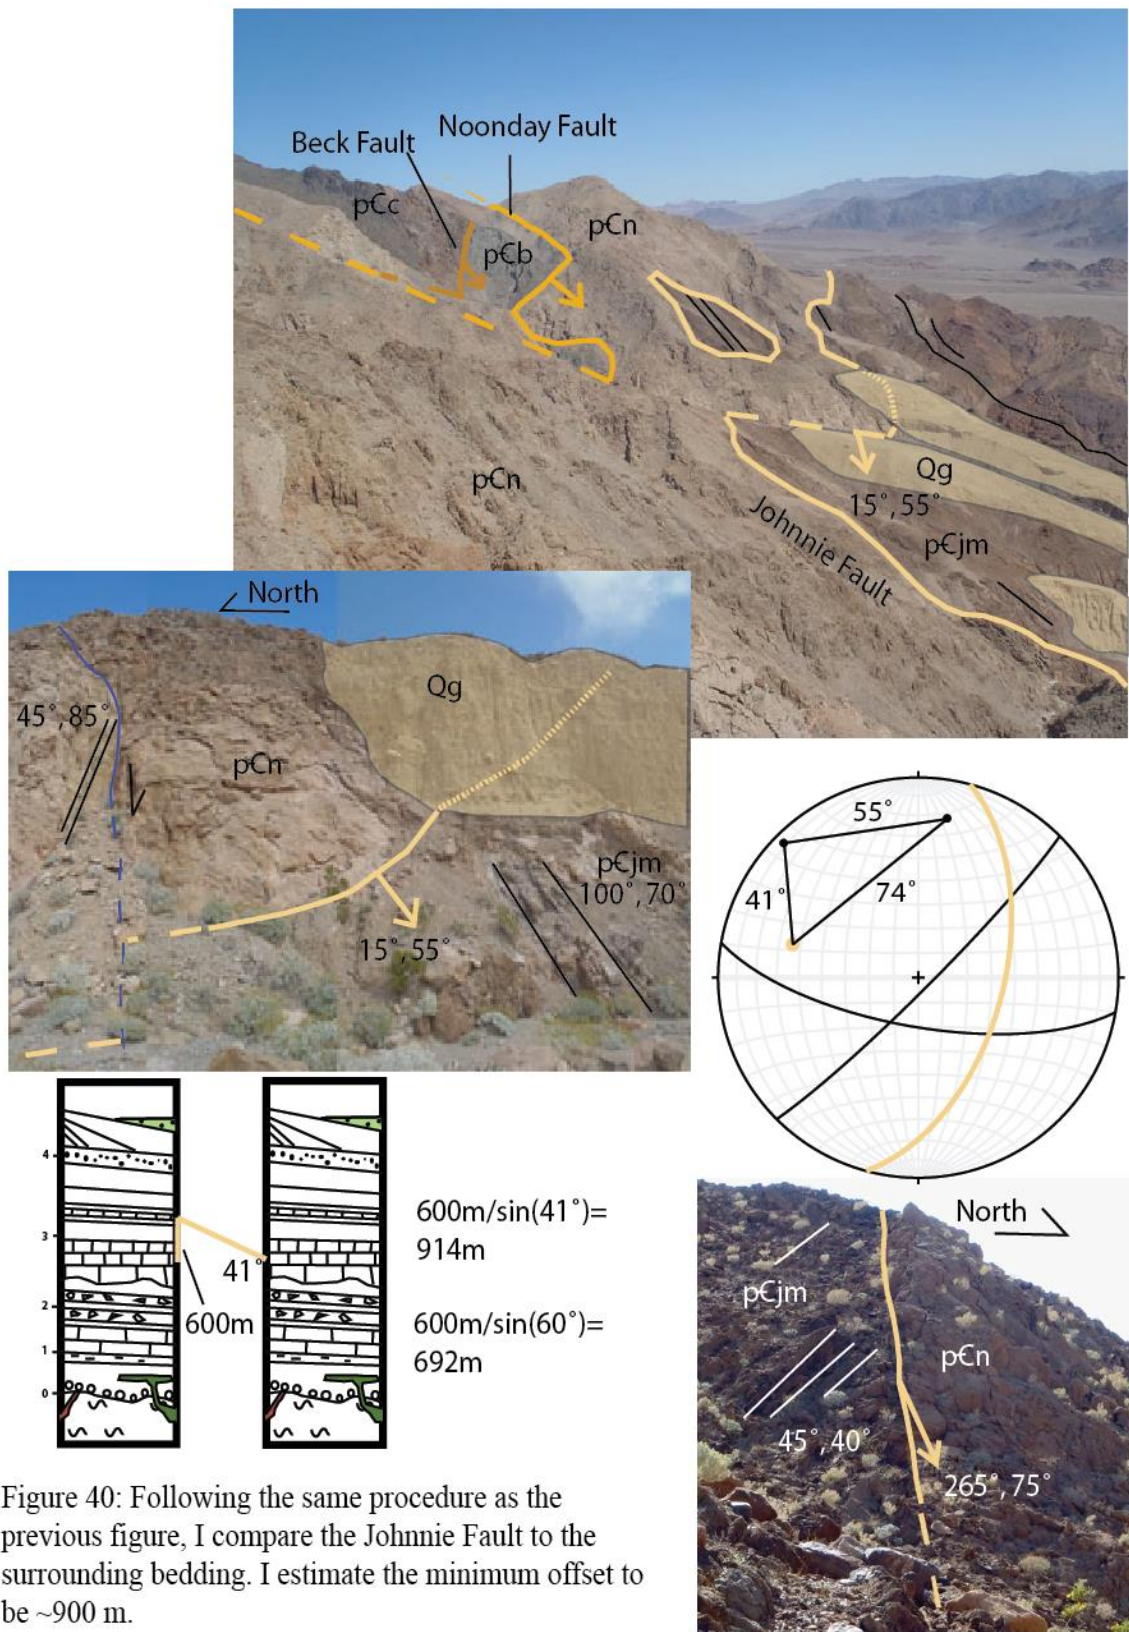 Beck Fault
Noonday Fault
pЄc
pЄb
pЄn
pЄn
Qg
15°, 55°
Johnnie Fault
pЄjm
North
45°, 85°
pЄn
Qg
pЄjm
100°, 70°
15°, 55°
55°
41°
74°
4
3
2
1
0
41°
600m
600m/sin(41°)=
914m
600m/sin(60°)=
692m
North
pЄjm
pЄn
45°, 40°
265°, 75°
Figure 40: Following the same procedure as the
previous figure, I compare the Johnnie Fault to the
surrounding bedding. I estimate the minimum offset to
be ~900 m.